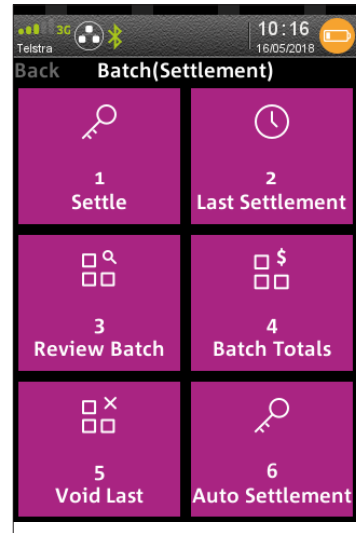 3G
10:16
Telstra
16/05/2018
Back Batch(Settlement)
1
Settle
2
Last Settlement
3
Review Batch
$
4
Batch Totals
5
Void Last
6
Auto Settlement